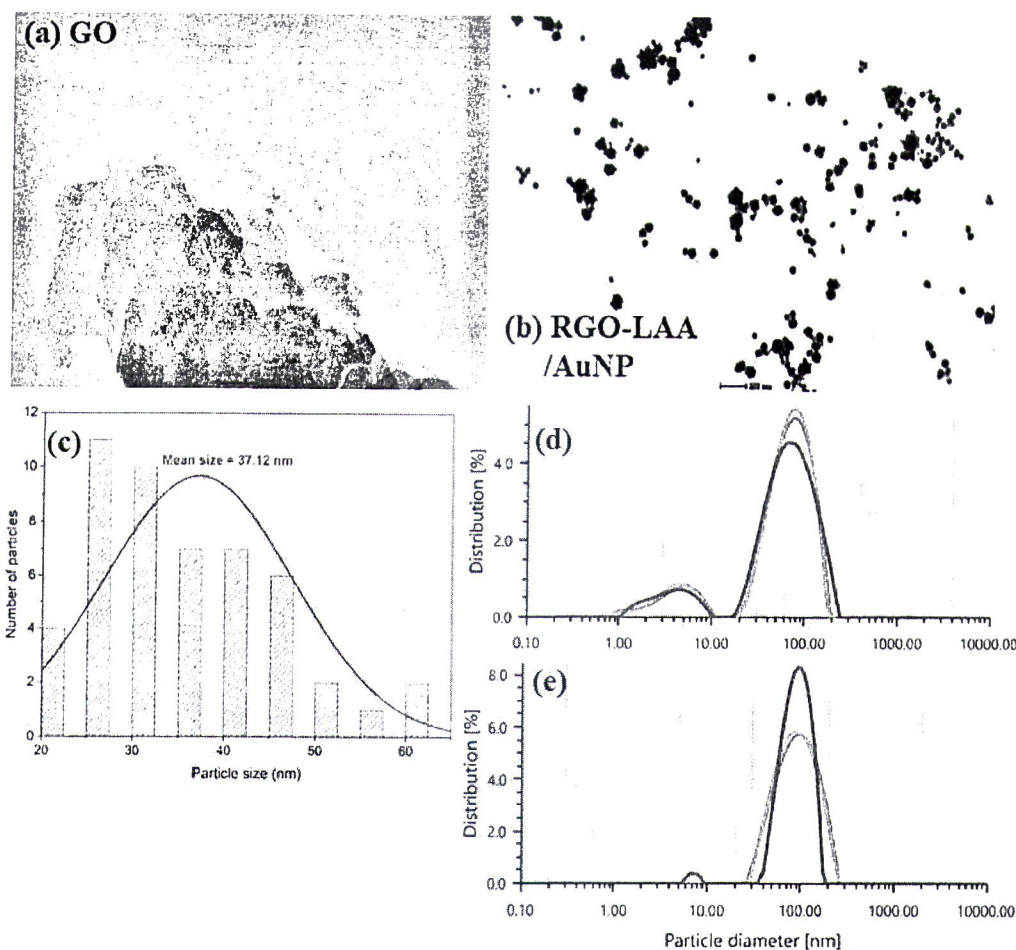 (a) GO
(b) RGO-LAA
/AuNP
(c)
Mean size = 37.12 nm
Number of particles
12
10
8
6
4
2
0
20
30
40
50
60
Particle size (nm)
(d)
Distribution [%]
4.0
2.0
0.0
0.10
1.00
10.00
100.00
1000.00
10000.00
(e)
Distribution [%]
8.0
6.0
4.0
2.0
0.0
0.10
1.00
10.00
100.00
1000.00
10000.00
Particle diameter [nm]